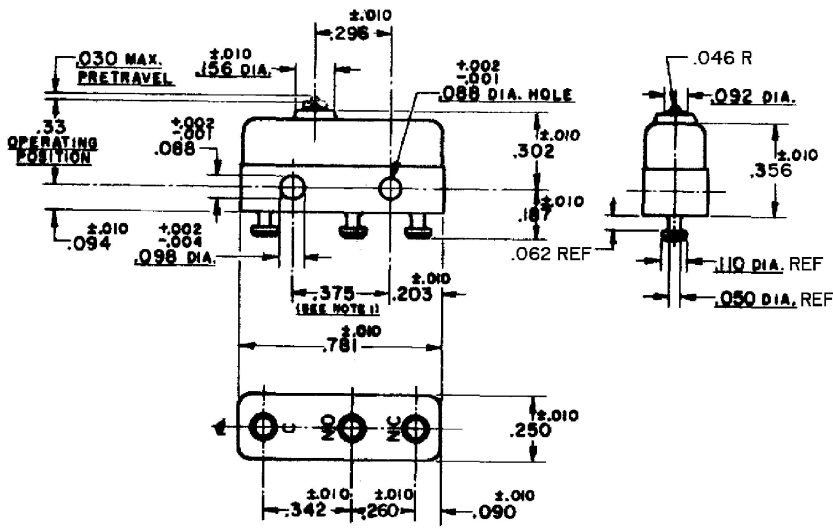 ±.010
.296
.030 MAX.
PRETRAVEL
±.010
.156 DIA.
+.002
-.001
.088 DIA. HOLE
.046 R
.092 DIA.
.33
OPERATING
POSITION
+.002
-.001
.088
±.010
.302
±.010
.356
±.010
.187
±.010
.094
+.002
-.004
.098 DIA.
.062 REF
.110 DIA. REF
.375
(SEE NOTE 1)
±.010
.203
.050 DIA. REF
±.010
.781
C
NO
NC
±.010
.250
±.010
.342
±.010
.260
±.010
.090